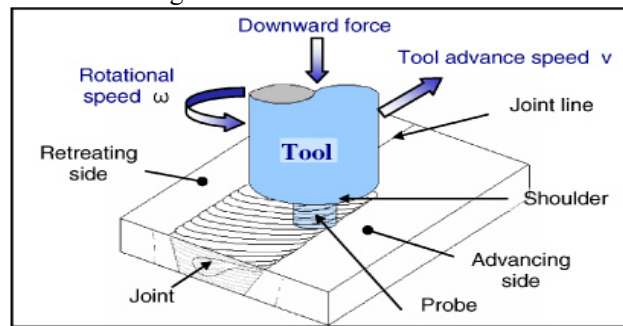 Downward force
Tool advance speed v
Rotational
speed ω
Joint line
Tool
Retreating
side
Shoulder
Advancing
side
Joint
Probe